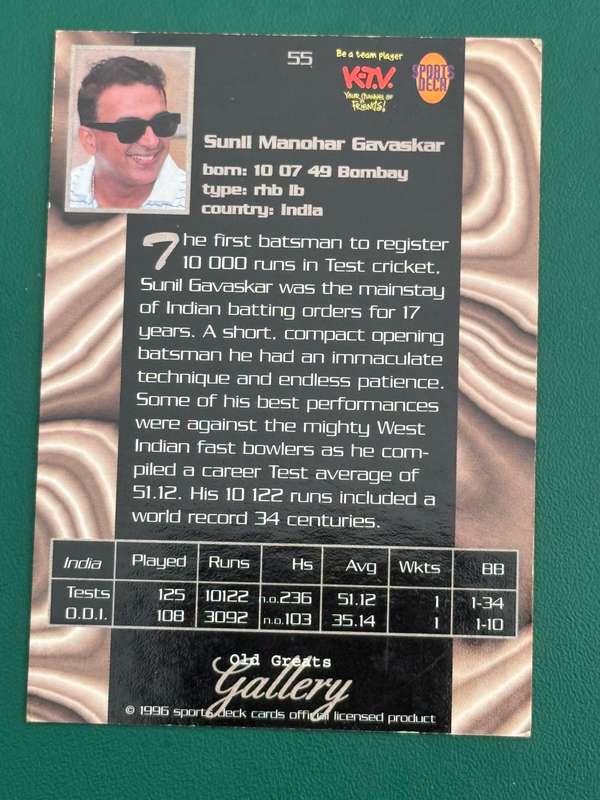 55
Be a team player
K-T.V.
YOUR CHANNEL OF FRIENDS!
SPORTS
DECK
Sunil Manohar Gavaskar
born: 10 07 49 Bombay
type: rhb lb
country: India
The first batsman to register
10 000 runs in Test cricket.
Sunil Gavaskar was the mainstay
of Indian batting orders for 17
years. A short, compact opening
batsman he had an immaculate
technique and endless patience.
Some of his best performances
were against the mighty West
Indian fast bowlers as he com-
piled a career Test average of
51.12. His 10 122 runs included a
world record 34 centuries.
India Played Runs Hs Avg Wkts BB
Tests 125 10122 n.o.236 51.12 1 1-34
O.D.I. 108 3092 n.o.103 35.14 1 1-10
Old Greats
Gallery
© 1996 sports deck cards official licensed product